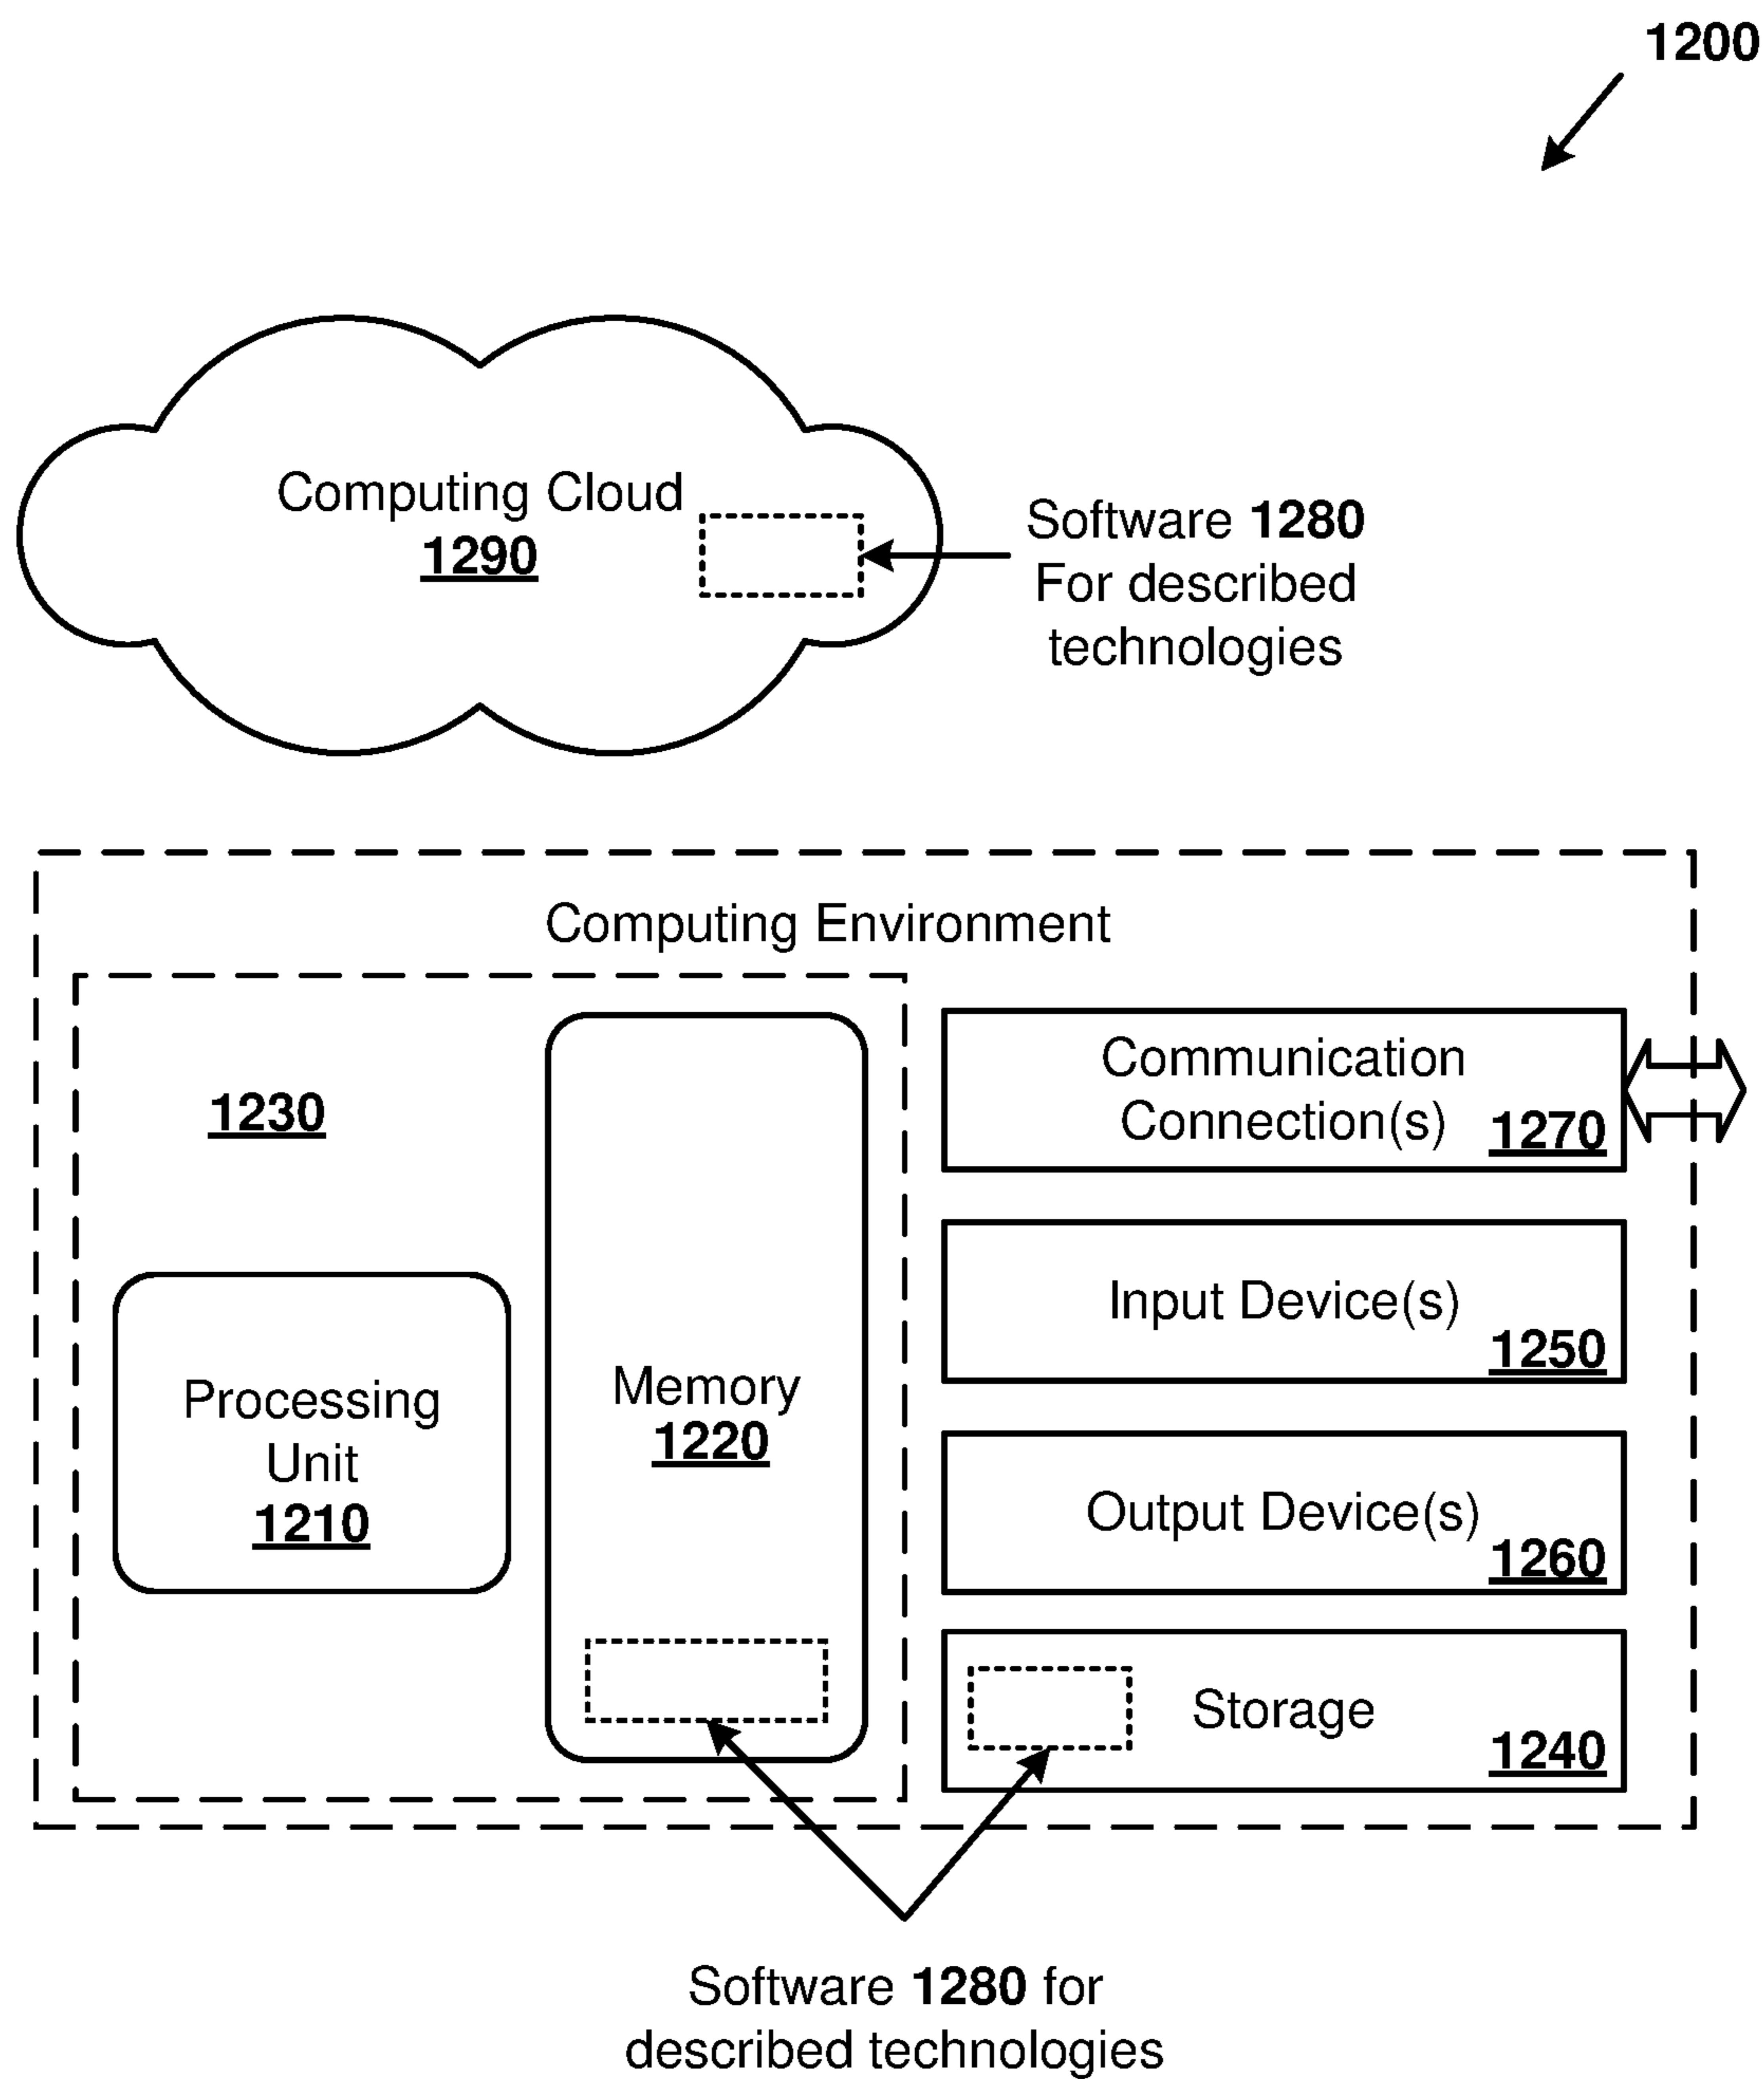 1200
Computing Cloud
1290
Software 1280
For described
technologies
Computing Environment
1230
Processing
Unit
1210
Memory
1220
Communication
Connection(s) 1270
Input Device(s)
1250
Output Device(s)
1260
Storage
1240
Software 1280 for
described technologies